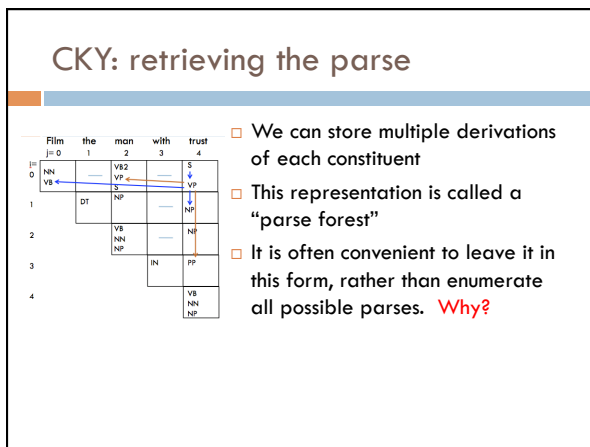 CKY: retrieving the parse
Film the man with trust
j= 0 1 2 3 4
i=
0 NN VB2 S
VB VP VP
S
1 DT NP NP
2 VB NP
NN
NP
3 IN PP
4 VB
NN
NP
We can store multiple derivations
of each constituent
This representation is called a
“parse forest”
It is often convenient to leave it in
this form, rather than enumerate
all possible parses. Why?